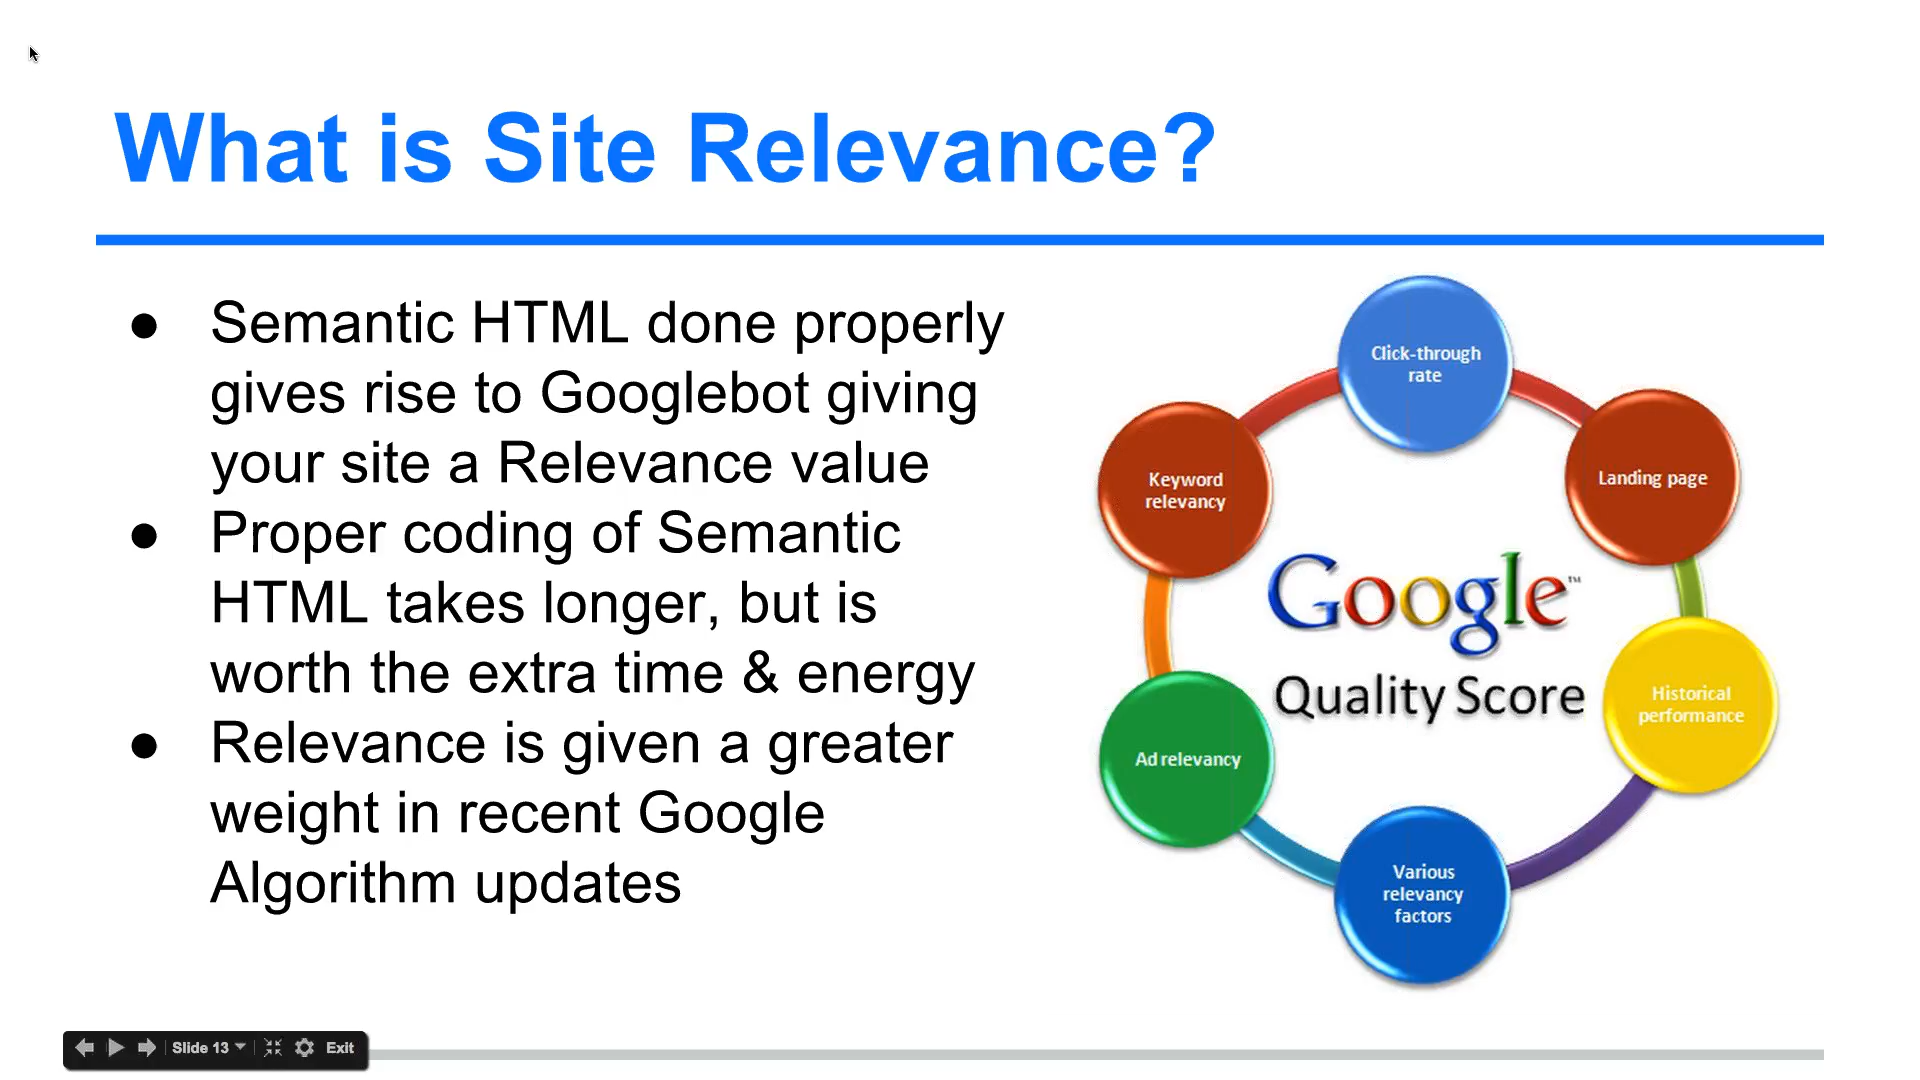 What is Site Relevance?
● Semantic HTML done properly
gives rise to Googlebot giving
your site a Relevance value
● Proper coding of Semantic
HTML takes longer, but is
worth the extra time & energy
● Relevance is given a greater
weight in recent Google
Algorithm updates
Click-through
rate
Landing page
Historical
performance
Various
relevancy
factors
Ad relevancy
Keyword
relevancy
Google™
Quality Score
Slide 13
Exit